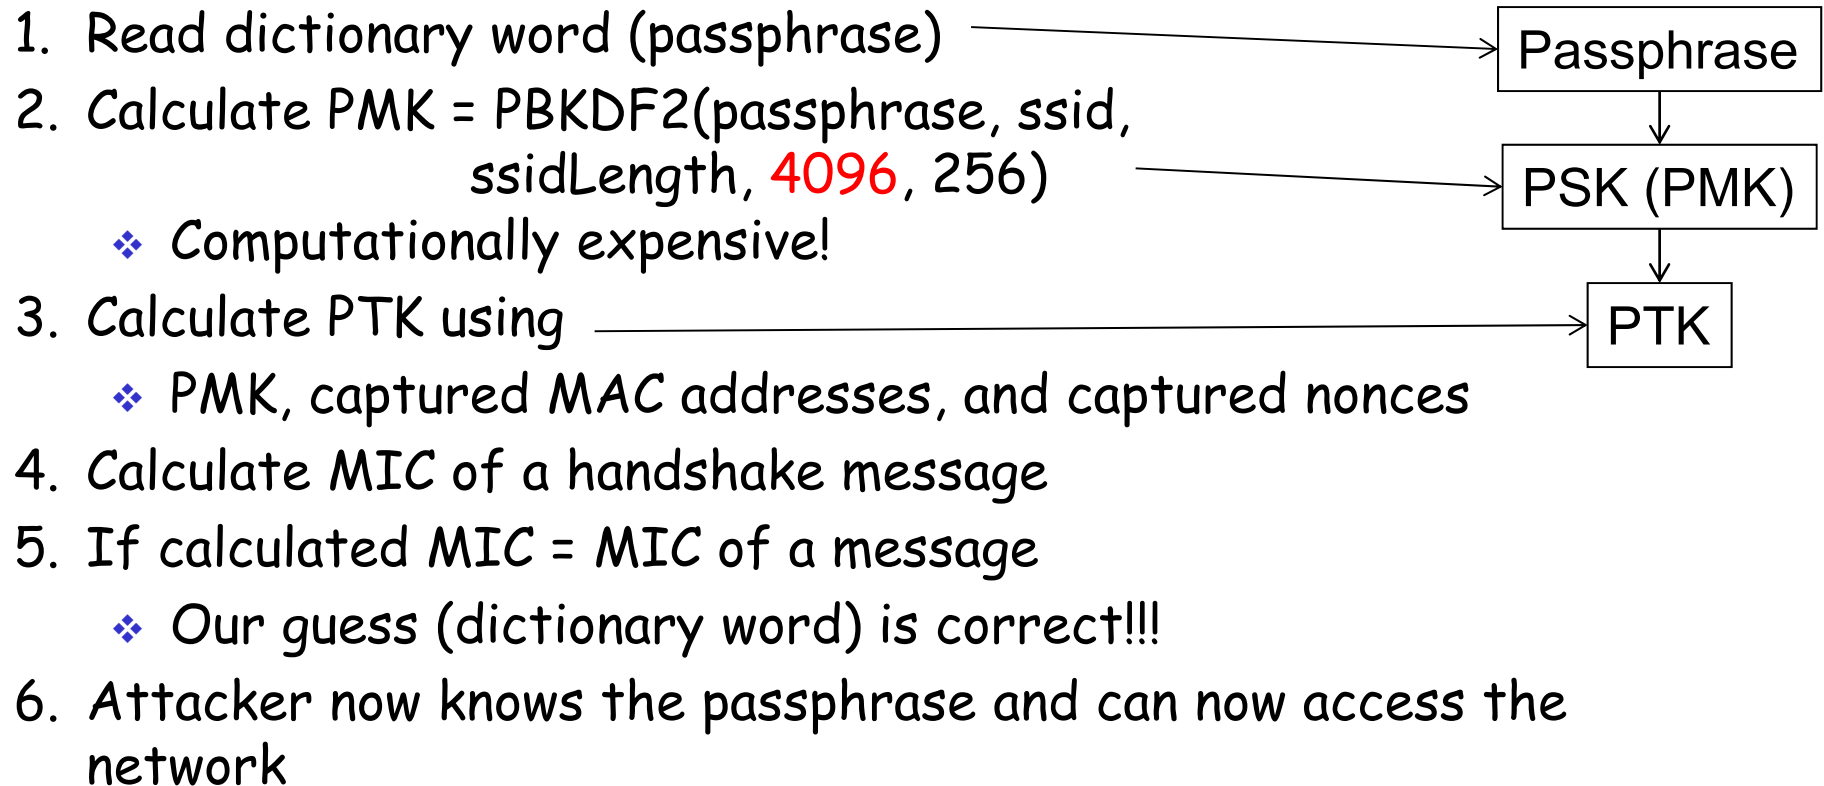 1. Read dictionary word (passphrase)
Passphrase
2. Calculate PMK = PBKDF2(passphrase, ssid,
ssidLength, 4096, 256)
PSK (PMK)
❖ Computationally expensive!
3. Calculate PTK using
PTK
❖ PMK, captured MAC addresses, and captured nonces
4. Calculate MIC of a handshake message
5. If calculated MIC = MIC of a message
❖ Our guess (dictionary word) is correct!!!
6. Attacker now knows the passphrase and can now access the
network